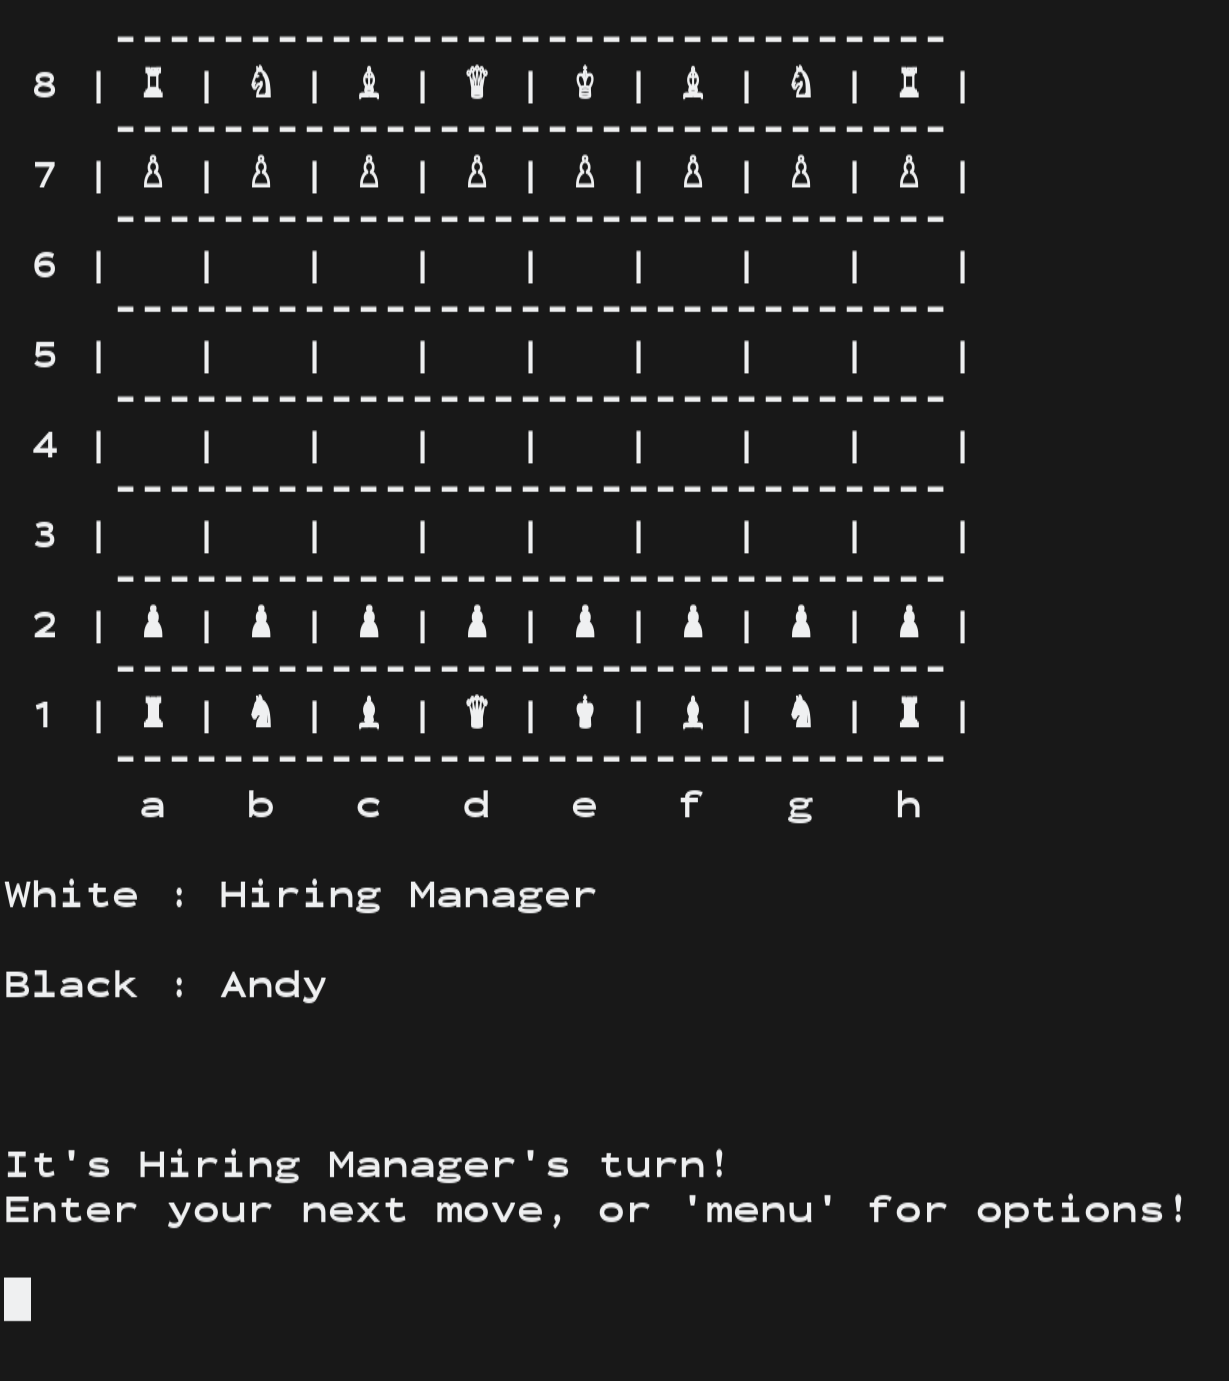 8 | ♖ | ♘ | ♗ | ♕ | ♔ | ♗ | ♘ | ♖ |
7 | ♙ | ♙ | ♙ | ♙ | ♙ | ♙ | ♙ | ♙ |
6 | | | | | | | | |
5 | | | | | | | | |
4 | | | | | | | | |
3 | | | | | | | | |
2 | ♟ | ♟ | ♟ | ♟ | ♟ | ♟ | ♟ | ♟ |
1 | ♜ | ♞ | ♝ | ♛ | ♚ | ♝ | ♞ | ♜ |
a b c d e f g h
White : Hiring Manager
Black : Andy
It's Hiring Manager's turn!
Enter your next move, or 'menu' for options!